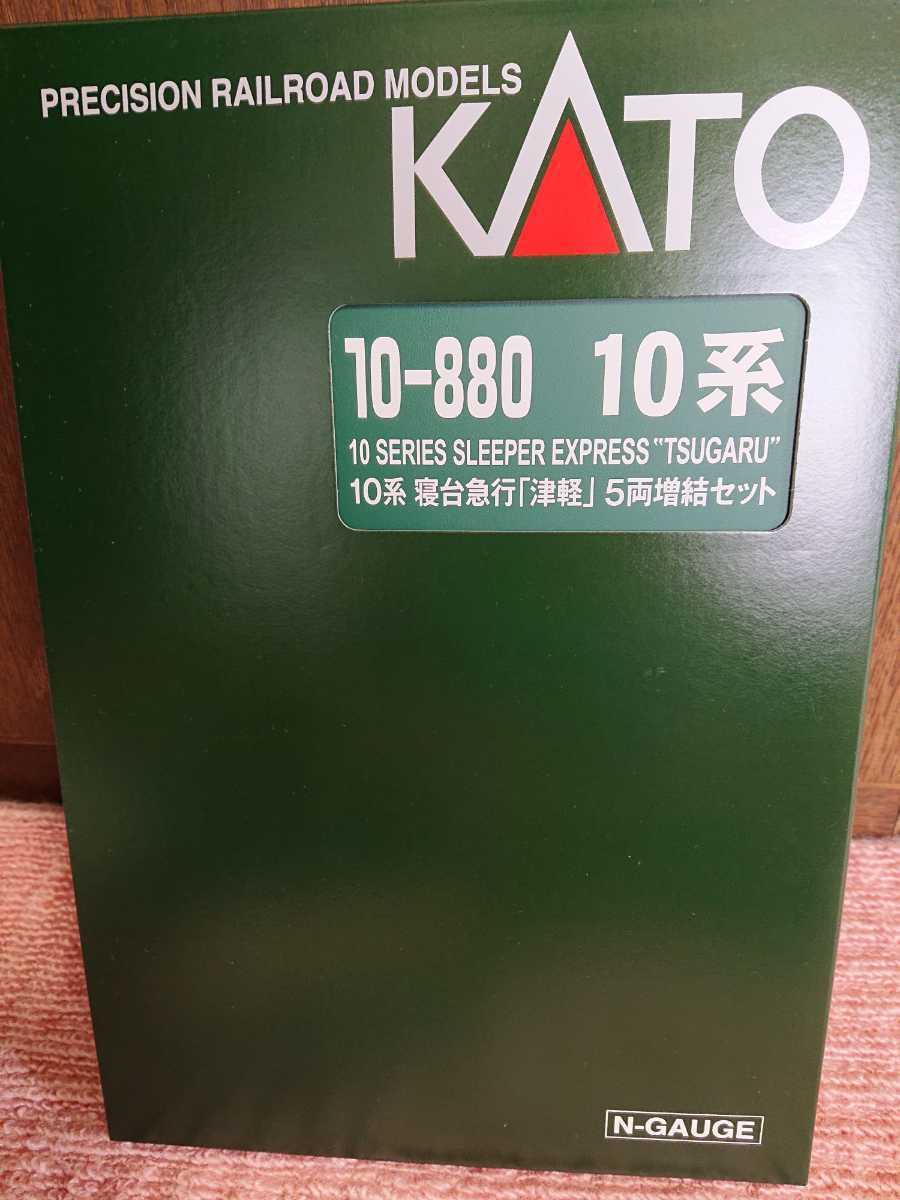 PRECISION RAILROAD MODELS
KATO
10-880 10系
10 SERIES SLEEPER EXPRESS "TSUGARU"
10系 寝台急行「津軽」 5両増結セット
N-GAUGE